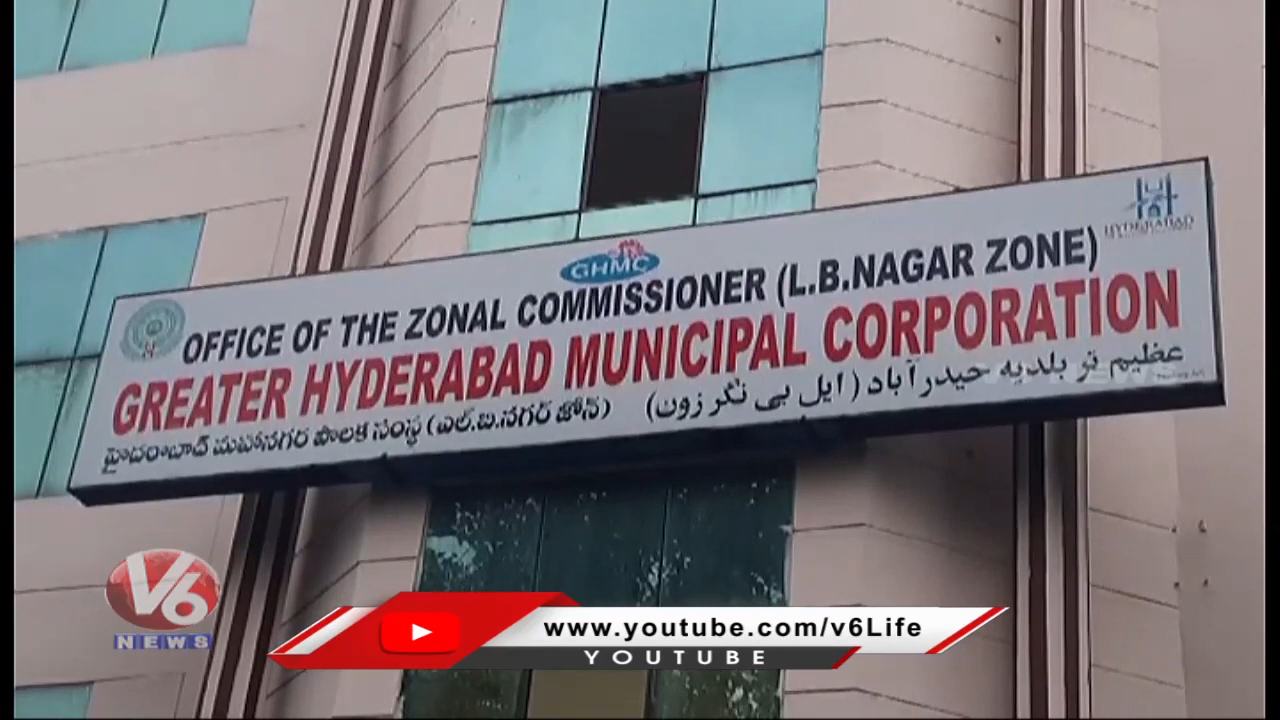 GHMC
HYDERABAD
OFFICE OF THE ZONAL COMMISSIONER (L.B.NAGAR ZONE)
GREATER HYDERABAD MUNICIPAL CORPORATION
హైదరాబాద్ మహానగర పాలక సంస్థ (ఎల్.బి.నగర్ జోన్)
عظیم تر بلدیہ حیدرآباد (ایل بی نگر زون)
V6
NEWS
www.youtube.com/v6Life
YOUTUBE